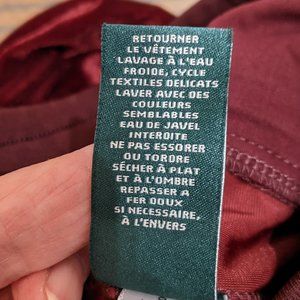 RETOURNER
LE VÊTEMENT
LAVAGE À L'EAU
FROIDE, CYCLE
TEXTILES DÉLICATS
LAVER AVEC DES
COULEURS
SEMBLABLES
EAU DE JAVEL
INTERDITE
NE PAS ESSORER
OU TORDRE
SÉCHER À PLAT
ET À L'OMBRE
REPASSER À
FER DOUX
SI NÉCESSAIRE,
À L'ENVERS